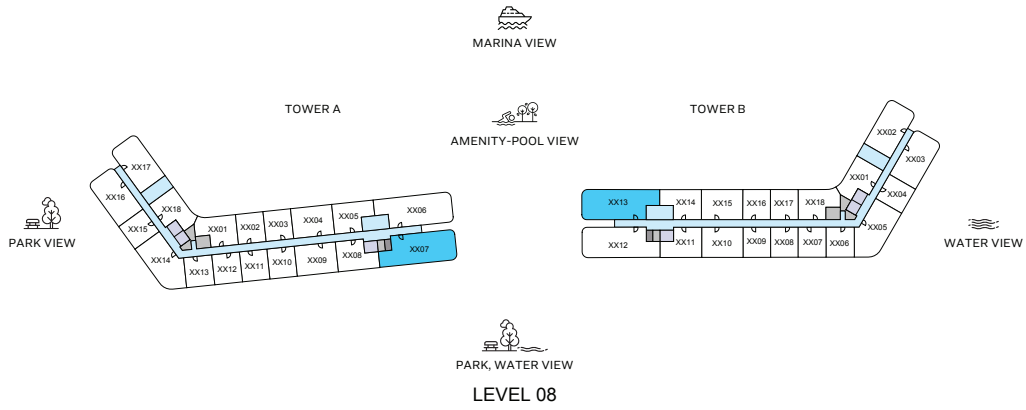 MARINA VIEW
TOWER A
TOWER B
AMENITY-POOL VIEW
XX17
XX16
XX18
XX15
XX14
XX01
XX02
XX03
XX04
XX05
XX06
XX13
XX12
XX11
XX10
XX09
XX08
XX07
XX02
XX03
XX01
XX04
XX05
XX13
XX14
XX15
XX16
XX17
XX18
XX12
XX11
XX10
XX09
XX08
XX07
XX06
PARK VIEW
WATER VIEW
PARK, WATER VIEW
LEVEL 08